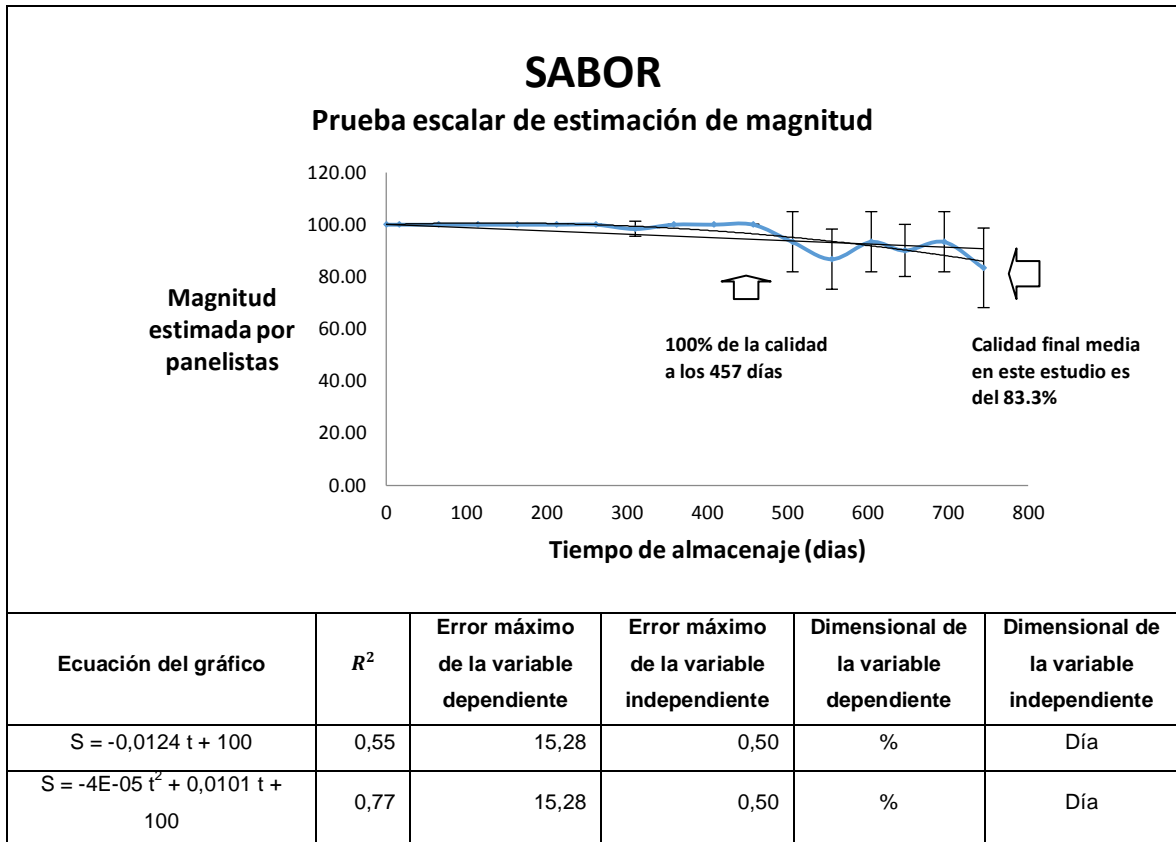 SABOR
Prueba escalar de estimación de magnitud
120.00
100.00
80.00
60.00
40.00
20.00
0.00
Magnitud
estimada por
panelistas
100% de la calidad
a los 457 días
Calidad final media
en este estudio es
del 83.3%
0 100 200 300 400 500 600 700 800
Tiempo de almacenaje (dias)
Ecuación del gráfico R² Error máximo de la variable dependiente Error máximo de la variable independiente Dimensional de la variable dependiente Dimensional de la variable independiente
S = -0,0124 t + 100 0,55 15,28 0,50 % Día
S = -4E-05 t² + 0,0101 t +
100 0,77 15,28 0,50 % Día